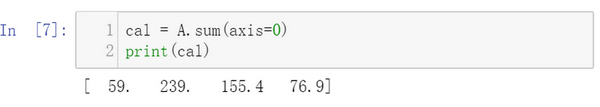 In [7]: 1 cal = A.sum(axis=0)
2 print(cal)
[ 59. 239. 155.4 76.9]